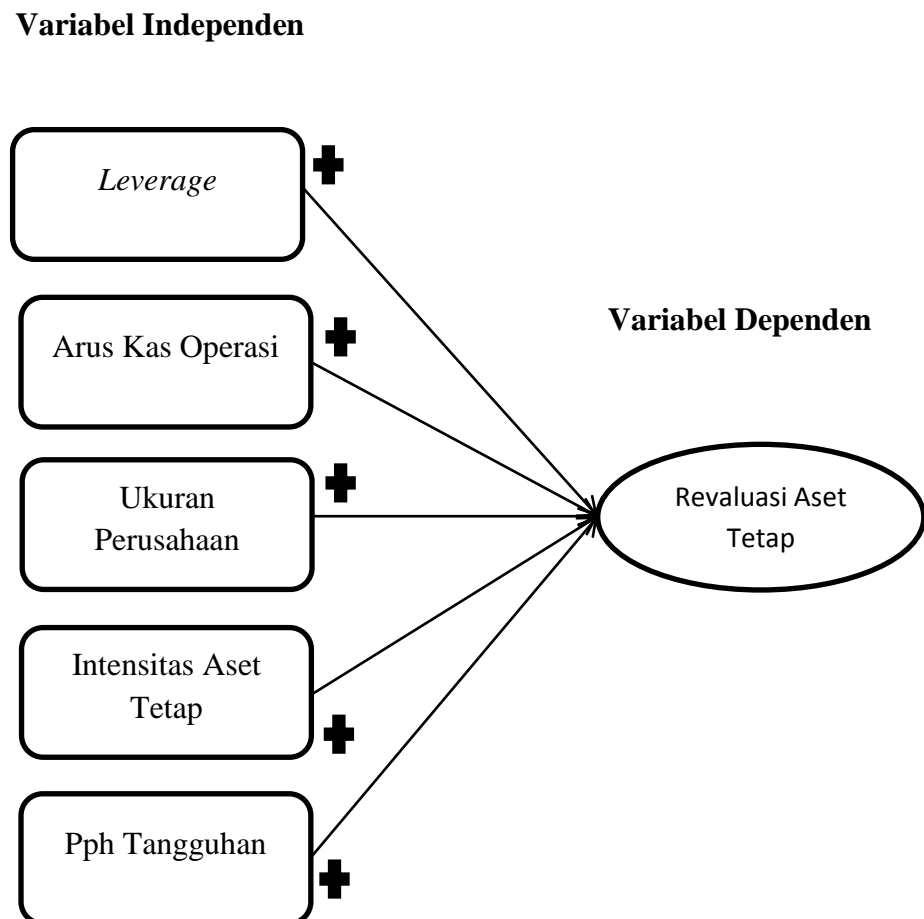 Variabel Independen
Leverage
Arus Kas Operasi
Variabel Dependen
Ukuran
Perusahaan
Revaluasi Aset
Tetap
Intensitas Aset
Tetap
Pph Tangguhan